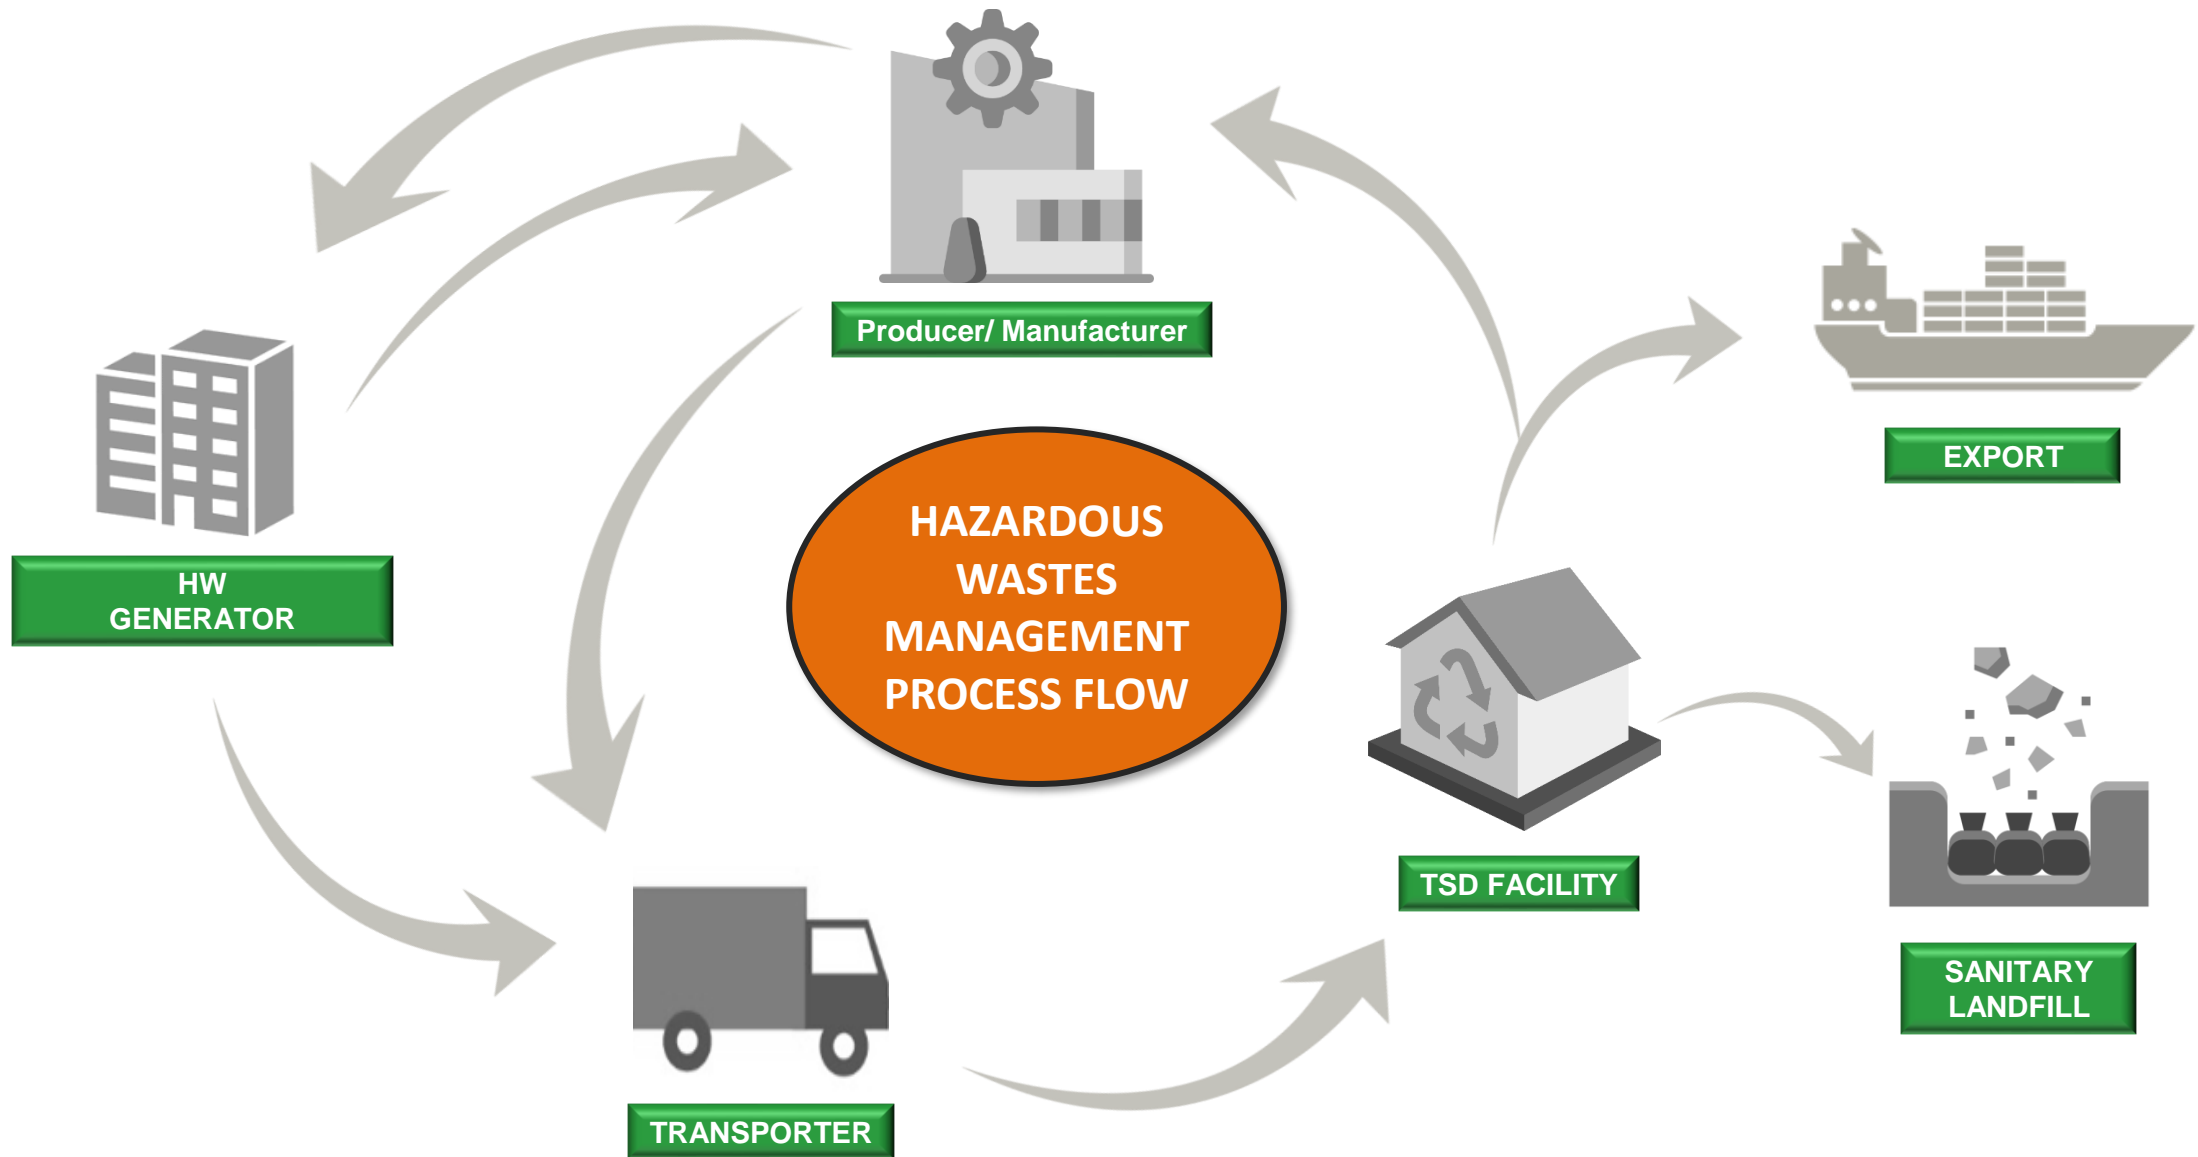 Producer/ Manufacturer
EXPORT
HAZARDOUS
WASTES
MANAGEMENT
PROCESS FLOW
HW
GENERATOR
TSD FACILITY
SANITARY
LANDFILL
TRANSPORTER